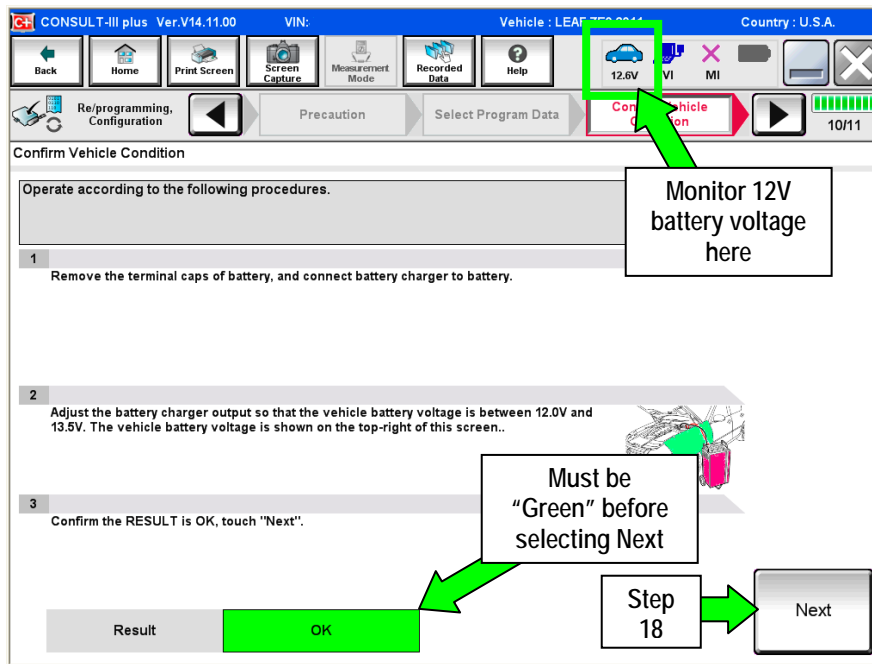 CONSULT-III plus Ver.V14.11.00 VIN: Vehicle : LEAF Country : U.S.A.
Back
Home
Print Screen
Screen
Capture
Measurement
Mode
Recorded
Data
Help
12.6V
VI
MI
Re/programming,
Configuration
Precaution
Select Program Data
Vehicle
10/11
Confirm Vehicle Condition
Operate according to the following procedures.
Monitor 12V
battery voltage
here
1
Remove the terminal caps of battery, and connect battery charger to battery.
2
Adjust the battery charger output so that the vehicle battery voltage is between 12.0V and
13.5V. The vehicle battery voltage is shown on the top-right of this screen..
Must be
“Green” before
selecting Next
3
Confirm the RESULT is OK, touch "Next".
Step
18
Next
Result
OK